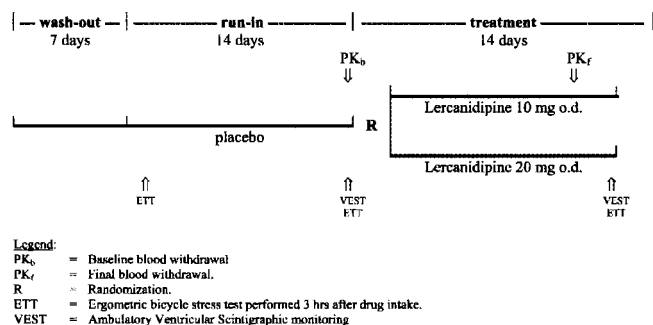 wash-out run-in treatment
7 days 14 days 14 days
PKb PKf
⇓ ⇓
Lercanidipine 10 mg o.d.
R
placebo
Lercanidipine 20 mg o.d.
⇑ ⇑ ⇑
ETT VEST VEST
ETT ETT
Legend:
PKb = Baseline blood withdrawal
PKf = Final blood withdrawal.
R = Randomization.
ETT = Ergometric bicycle stress test performed 3 hrs after drug intake.
VEST = Ambulatory Ventricular Scintigraphic monitoring